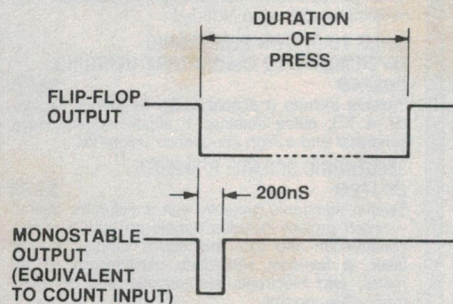 DURATION
OF
PRESS
FLIP-FLOP
OUTPUT
200nS
MONOSTABLE
OUTPUT
(EQUIVALENT
TO COUNT INPUT)